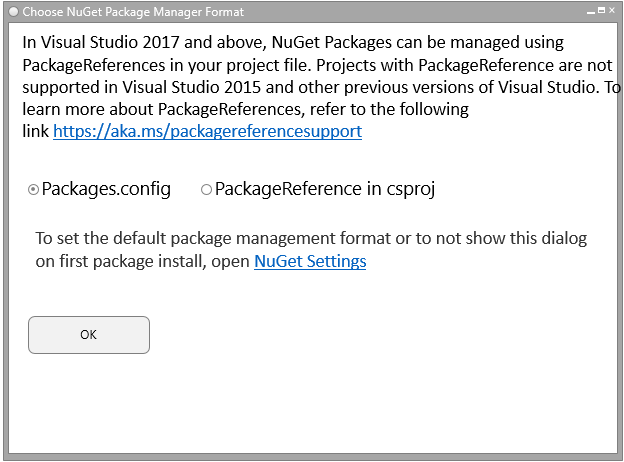 Choose NuGet Package Manager Format
In Visual Studio 2017 and above, NuGet Packages can be managed using
PackageReferences in your project file. Projects with PackageReference are not
supported in Visual Studio 2015 and other previous versions of Visual Studio. To
learn more about PackageReferences, refer to the following
link https://aka.ms/packagereferencesupport
Packages.config PackageReference in csproj
To set the default package management format or to not show this dialog
on first package install, open NuGet Settings
OK